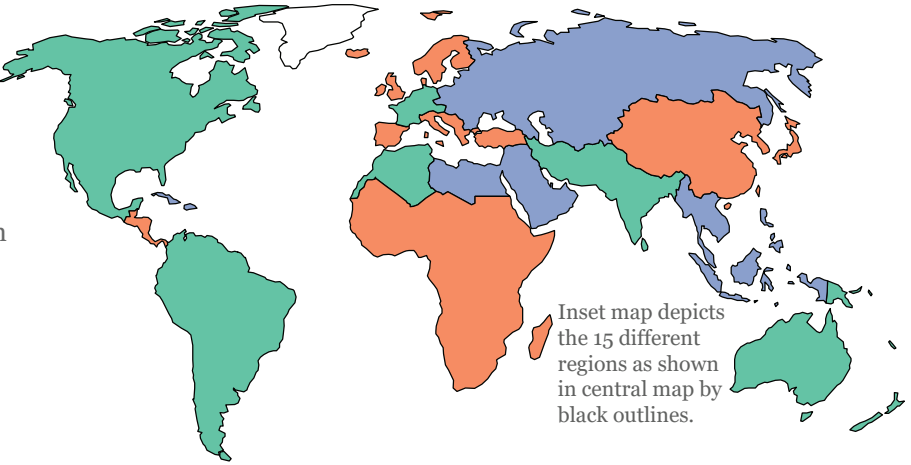 n
Inset map depicts
the 15 different
regions as shown
in central map by
black outlines.